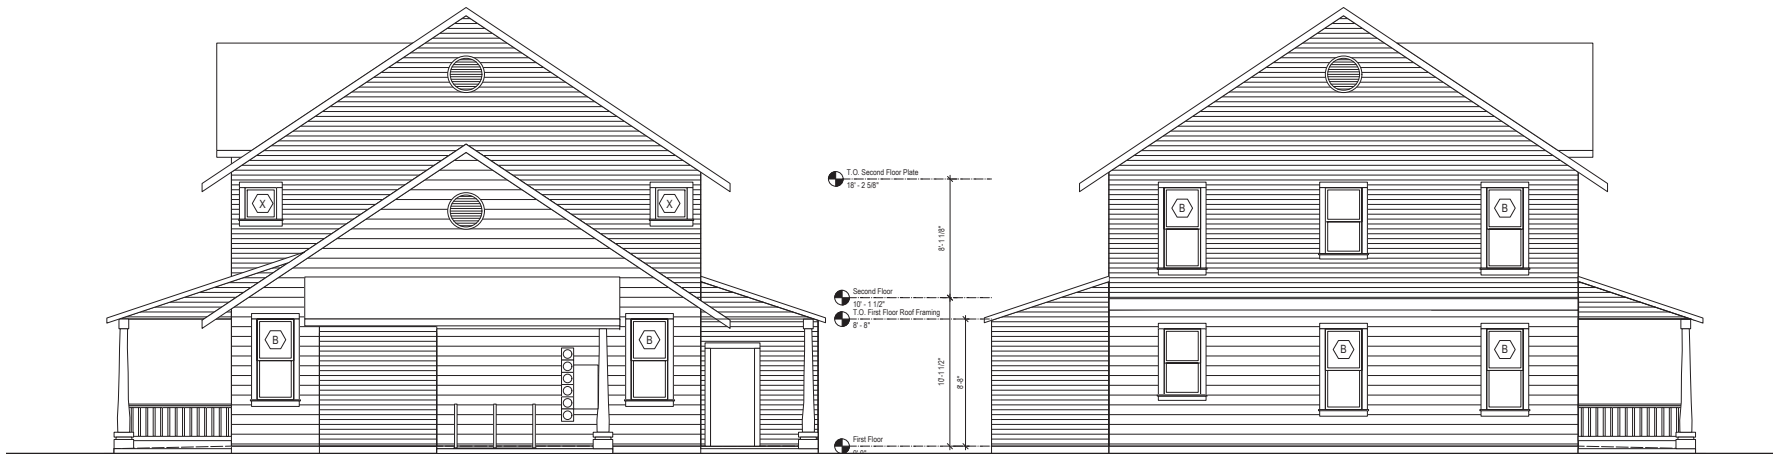 X
X
B
B
T.O. Second Floor Plate
18' - 2 5/8"
8'-1 1/8"
Second Floor
10' - 1 1/2"
T.O. First Floor Roof Framing
8' - 8"
10'-1 1/2"
8'-8"
First Floor
B
B
B
B